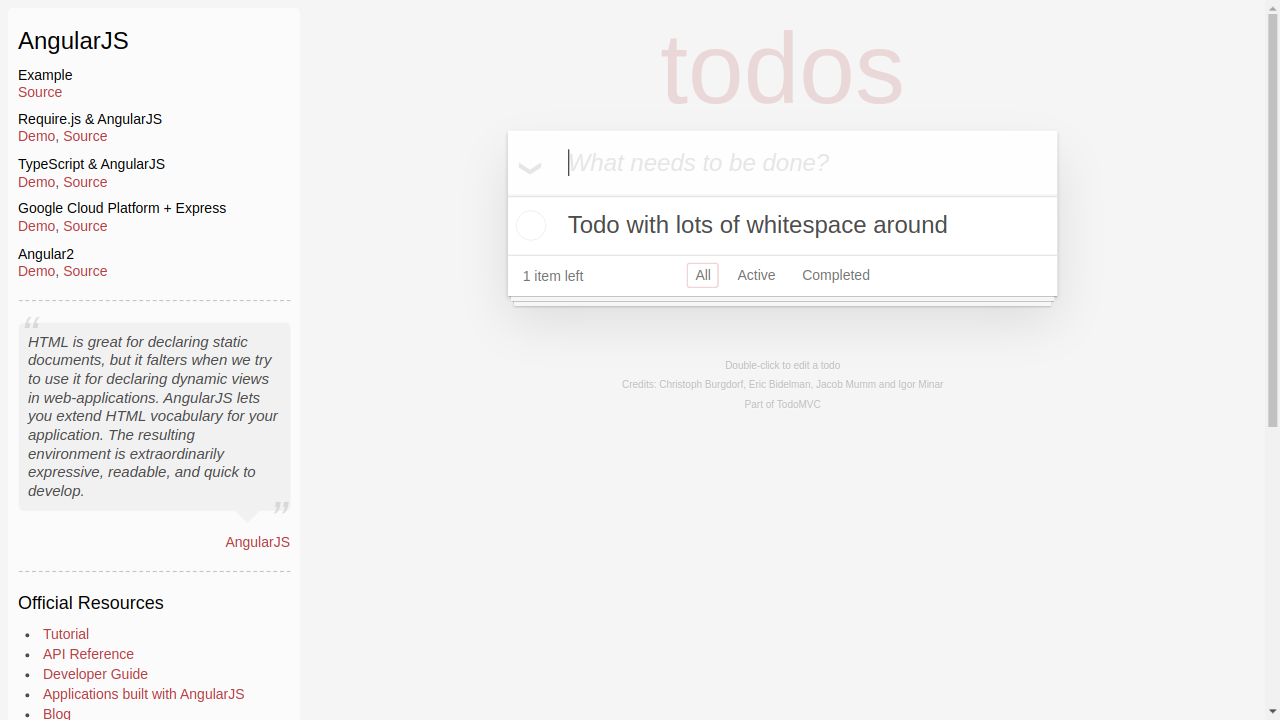 AngularJS
Example
Source
Require.js & AngularJS
Demo, Source
TypeScript & AngularJS
Demo, Source
Google Cloud Platform + Express
Demo, Source
Angular2
Demo, Source
"
HTML is great for declaring static
documents, but it falters when we try
to use it for declaring dynamic views
in web-applications. AngularJS lets
you extend HTML vocabulary for your
application. The resulting
environment is extraordinarily
expressive, readable, and quick to
develop.
"
AngularJS
Official Resources
• Tutorial
• API Reference
• Developer Guide
• Applications built with AngularJS
• Blog
todos
What needs to be done?
Todo with lots of whitespace around
1 item left All Active Completed
Double-click to edit a todo
Credits: Christoph Burgdorf, Eric Bidelman, Jacob Mumm and Igor Minar
Part of TodoMVC